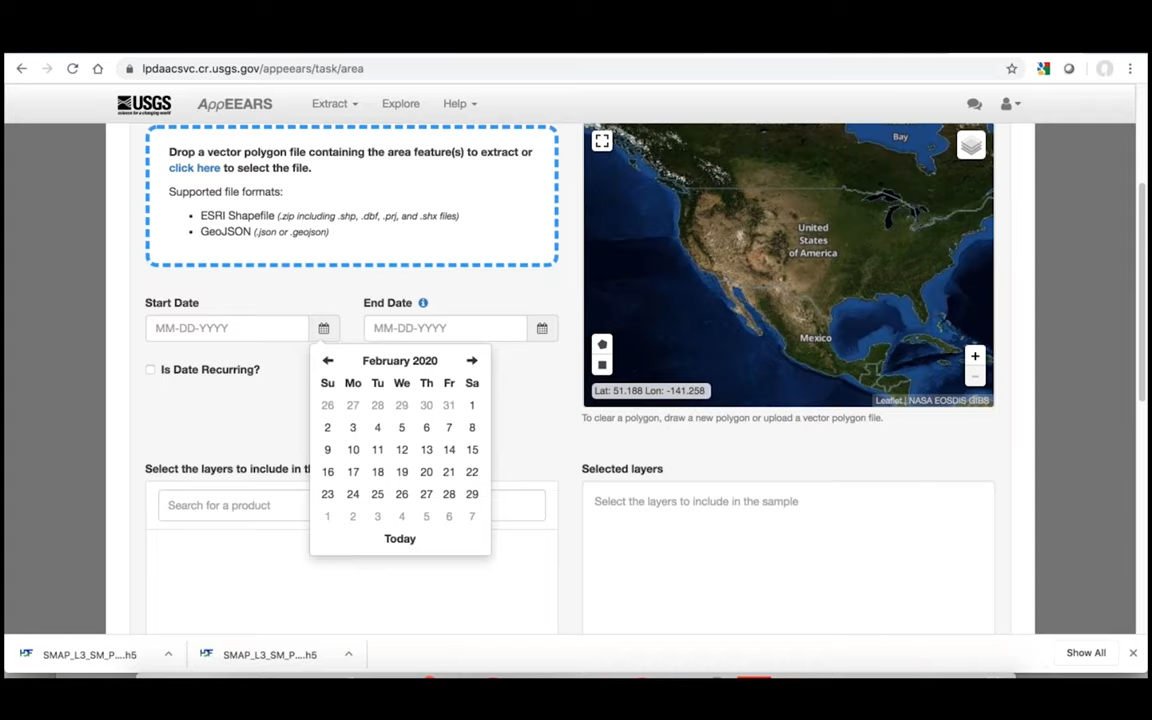 lpdaacsvc.cr.usgs.gov/appeears/task/area
USGS
science for a changing world
AppEEARS
Extract
Explore
Help
Drop a vector polygon file containing the area feature(s) to extract or
click here to select the file.
Supported file formats:
• ESRI Shapefile (.zip including .shp, .dbf, .prj, and .shx files)
• GeoJSON (.json or .geojson)
Bay
United
States
of America
Mexico
+
−
Lat: 51.188 Lon: -141.258
Leaflet | NASA EOSDIS GIBS
To clear a polygon, draw a new polygon or upload a vector polygon file.
Start Date
End Date
MM-DD-YYYY
MM-DD-YYYY
Is Date Recurring?
February 2020
Su Mo Tu We Th Fr Sa
26 27 28 29 30 31 1
2 3 4 5 6 7 8
9 10 11 12 13 14 15
16 17 18 19 20 21 22
23 24 25 26 27 28 29
1 2 3 4 5 6 7
Today
Select the layers to include in th
Search for a product
Selected layers
Select the layers to include in the sample
SMAP_L3_SM_P....h5
SMAP_L3_SM_P....h5
Show All